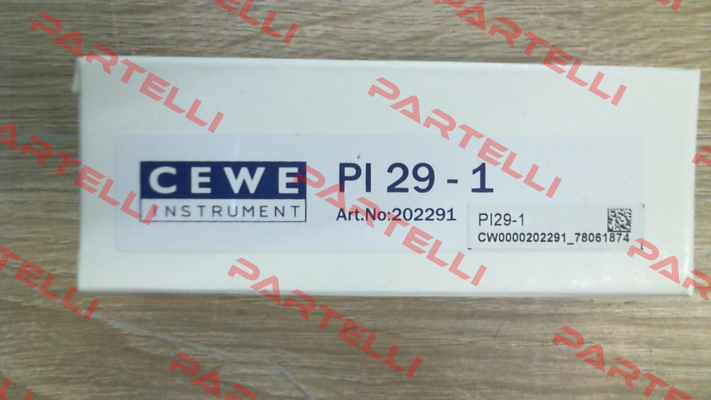 CEWE
INSTRUMENT
PI 29 - 1
Art.No:202291
PI29-1
CW0000202291_78061874
PARTELLI
PARTELLI
PARTELLI
PARTELLI
PARTELLI
PARTELLI
PARTELLI
PARTELLI